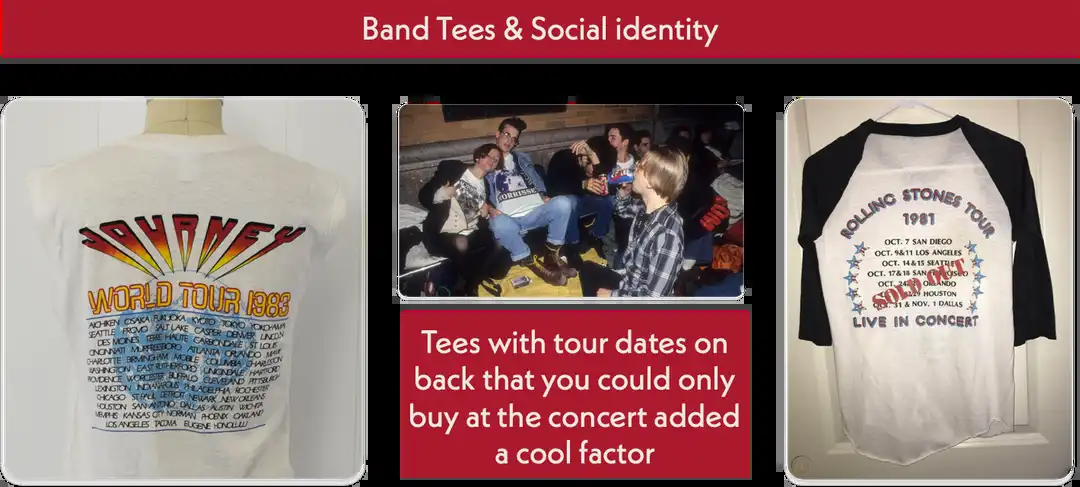 Band Tees & Social identity
JOURNEY
WORLD TOUR 1983
AICHIKEN OSAKA FUKUOKA KYOTO TOKYO YOKOHAMA
SEATTLE PROVO SALT LAKE CASPER DENVER LINCOLN
DES MOINES TERRE HAUTE CARBONDALE ST LOUIS
CINCINNATI MURFREESBORO ATLANTA ORLANDO MIAMI
CHARLOTTE BIRMINGHAM MOBILE COLUMBIA CHARLESTON
WASHINGTON EAST RUTHERFORD UNIONDALE HARTFORD
PROVIDENCE WORCESTER BUFFALO CLEVELAND PITTSBURGH
LEXINGTON INDIANAPOLIS PHILADELPHIA ROCHESTER
CHICAGO ST PAUL DETROIT NEWARK NEW ORLEANS
HOUSTON SAN ANTONIO DALLAS AUSTIN WICHITA
MEMPHIS KANSAS CITY NORMAN PHOENIX OAKLAND
LOS ANGELES TACOMA EUGENE HONOLULU
ORRISSE
Tees with tour dates on
back that you could only
buy at the concert added
a cool factor
ROLLING STONES TOUR
1981
OCT. 7 SAN DIEGO
OCT. 9&11 LOS ANGELES
OCT. 14&15 SEATTLE
OCT. 17&18 SAN FRANCISCO
OCT. ORLANDO
HOUSTON
OCT. 31 & NOV. 1 DALLAS
SOLD OUT
LIVE IN CONCERT